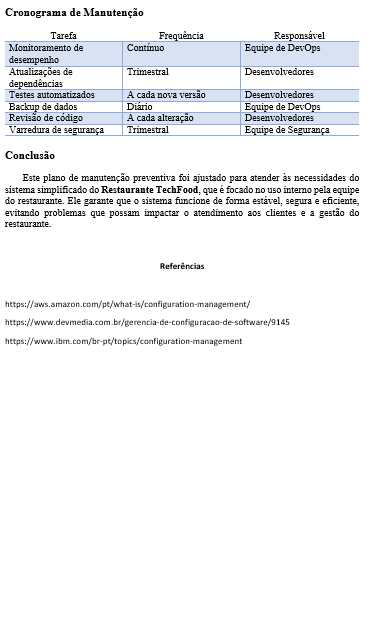 Cronograma de Manutenção
Tarefa Frequência Responsável
Monitoramento de desempenho Contínuo Equipe de DevOps
Atualizações de dependências Trimestral Desenvolvedores
Testes automatizados A cada nova versão Desenvolvedores
Backup de dados Diário Equipe de DevOps
Revisão de código A cada alteração Desenvolvedores
Varredura de segurança Trimestral Equipe de Segurança
Conclusão
Este plano de manutenção preventiva foi ajustado para atender às necessidades do
sistema simplificado do Restaurante TechFood, que é focado no uso interno pela equipe
do restaurante. Ele garante que o sistema funcione de forma estável, segura e eficiente,
evitando problemas que possam impactar o atendimento aos clientes e a gestão do
restaurante.
Referências
https://aws.amazon.com/pt/what-is/configuration-management/
https://www.devmedia.com.br/gerencia-de-configuracao-de-software/9145
https://www.ibm.com/br-pt/topics/configuration-management